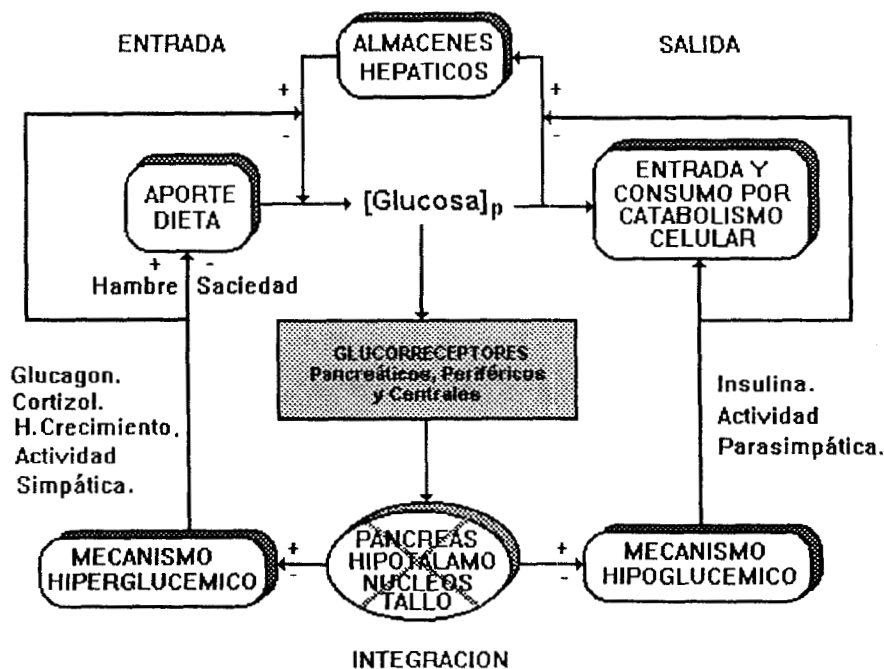 ENTRADA
ALMACENES
HEPATICOS
SALIDA
+
-
+
-
APORTE
DIETA
[Glucosa]p
ENTRADA Y
CONSUMO POR
CATABOLISMO
CELULAR
+ -
Hambre Saciedad
GLUCORRECEPTORES
Pancreáticos, Periféricos
y Centrales
Glucagon.
Cortizol.
H.Crecimiento.
Actividad
Simpática.
Insulina.
Actividad
Parasimpática.
MECANISMO
HIPERGLUCEMICO
+
-
PANCREAS
HIPOTALAMO
NUCLEOS
TALLO
+
-
MECANISMO
HIPOGLUCEMICO
INTEGRACION